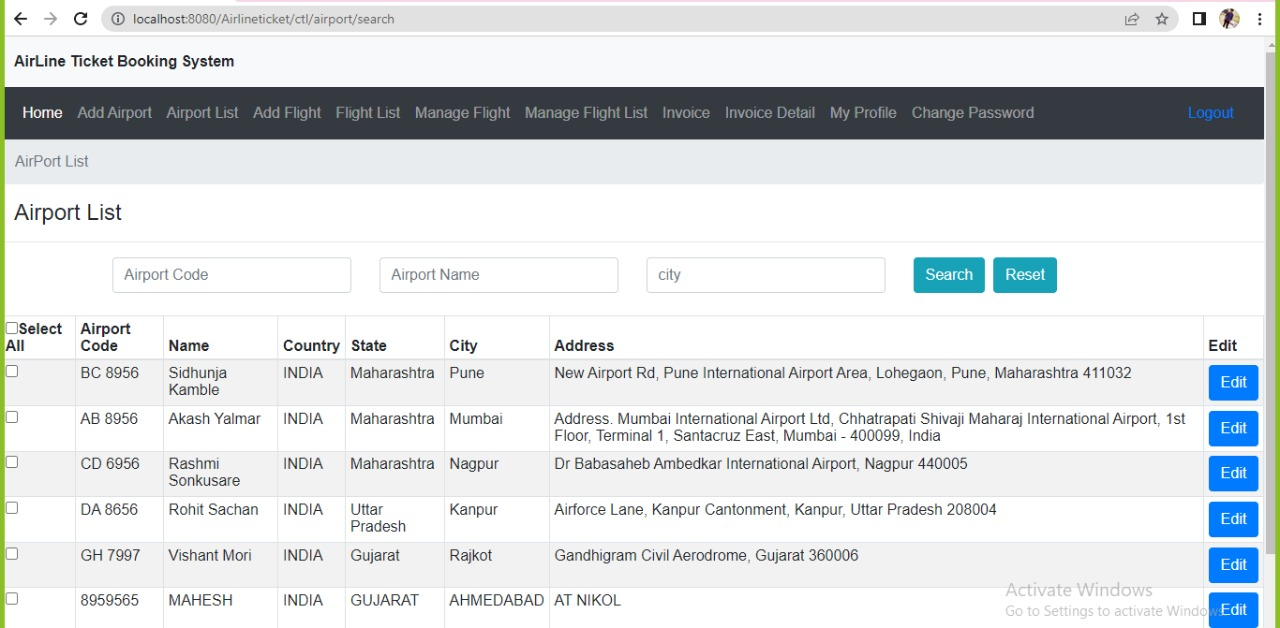 localhost:8080/Airlineticket/ctl/airport/search
AirLine Ticket Booking System
Home Add Airport Airport List Add Flight Flight List Manage Flight Manage Flight List Invoice Invoice Detail My Profile Change Password Logout
AirPort List
Airport List
Airport Code Airport Name city Search Reset
Select All Airport Code Name Country State City Address Edit
BC 8956 Sidhunja Kamble INDIA Maharashtra Pune New Airport Rd, Pune International Airport Area, Lohegaon, Pune, Maharashtra 411032 Edit
AB 8956 Akash Yalmar INDIA Maharashtra Mumbai Address. Mumbai International Airport Ltd, Chhatrapati Shivaji Maharaj International Airport, 1st Floor, Terminal 1, Santacruz East, Mumbai - 400099, India Edit
CD 6956 Rashmi Sonkusare INDIA Maharashtra Nagpur Dr Babasaheb Ambedkar International Airport, Nagpur 440005 Edit
DA 8656 Rohit Sachan INDIA Uttar Pradesh Kanpur Airforce Lane, Kanpur Cantonment, Kanpur, Uttar Pradesh 208004 Edit
GH 7997 Vishant Mori INDIA Gujarat Rajkot Gandhigram Civil Aerodrome, Gujarat 360006 Edit
8959565 MAHESH INDIA GUJARAT AHMEDABAD AT NIKOL Edit
Activate Windows
Go to Settings to activate Windows